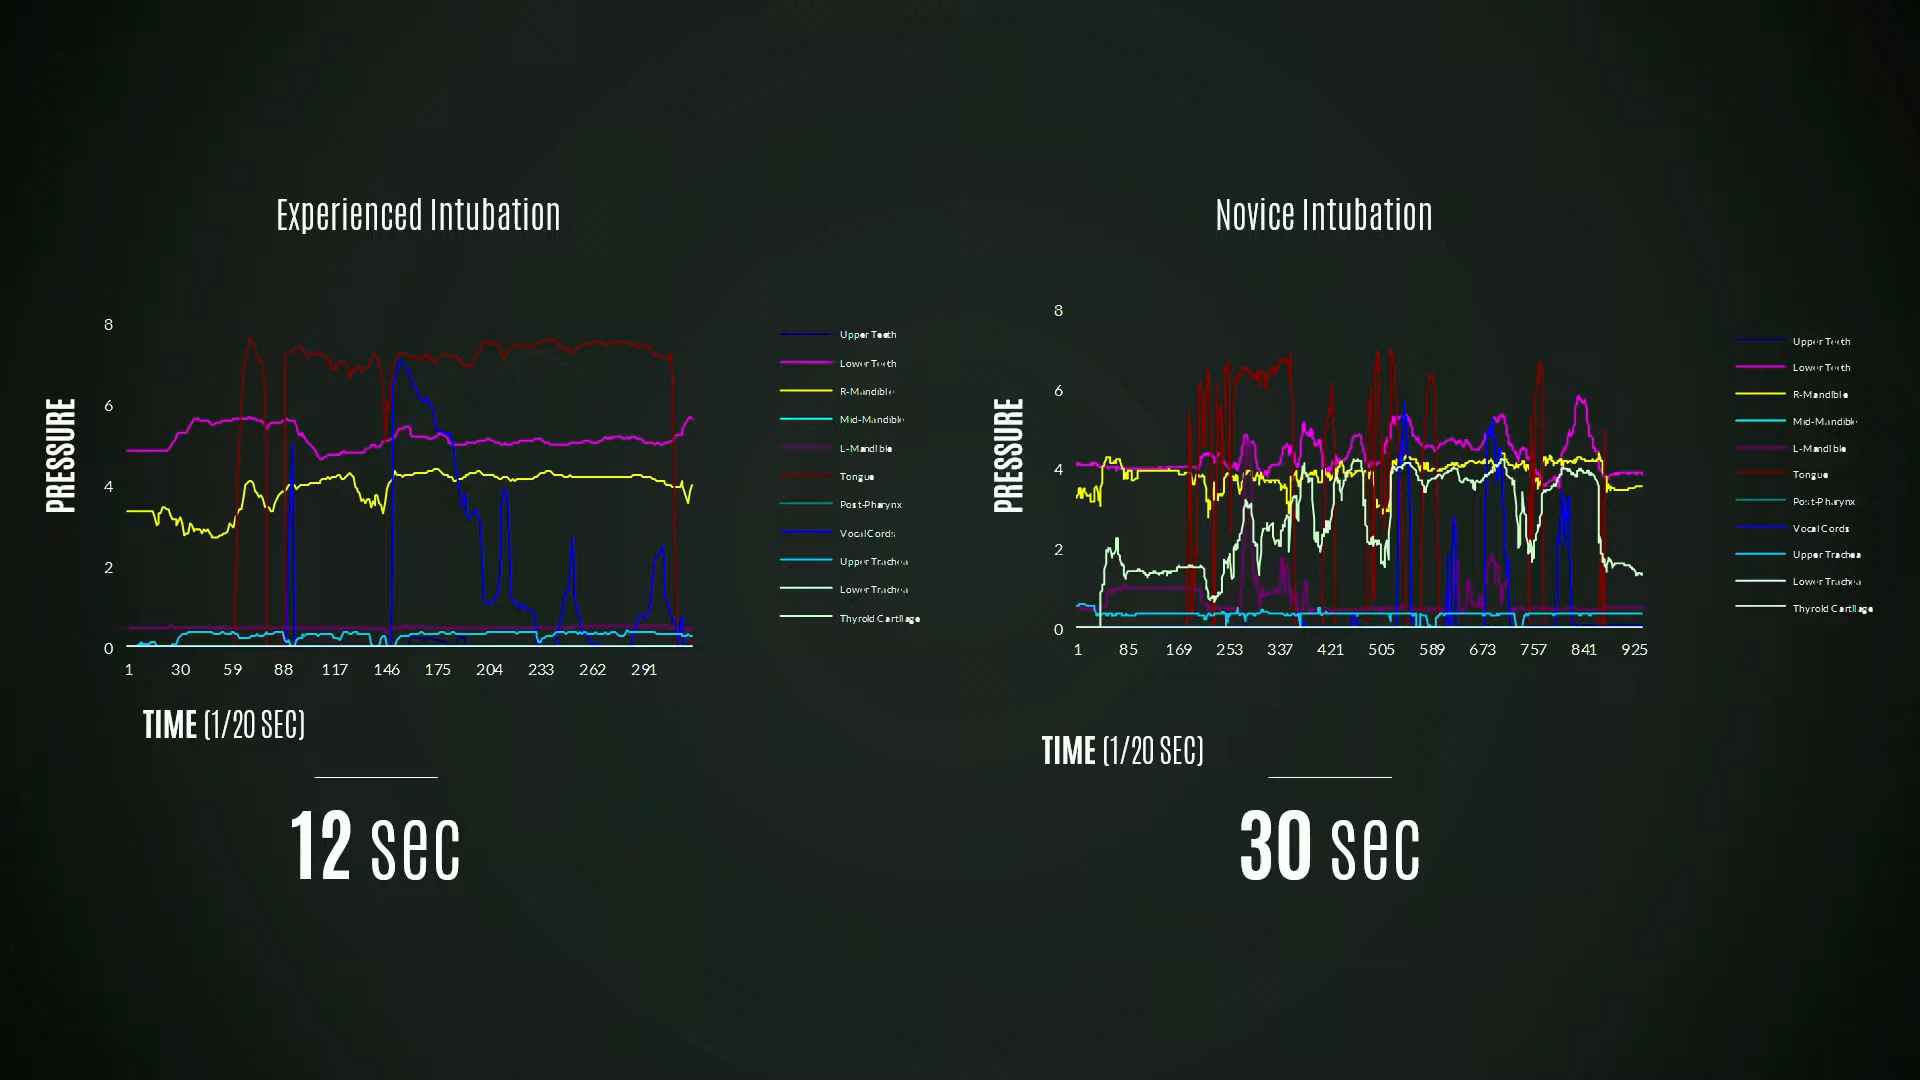 Experienced Intubation
PRESSURE
8
6
4
2
0
1 30 59 88 117 146 175 204 233 262 291
TIME (1/20 SEC)
Upper Teeth
Lower Teeth
R-Mandible
Mid-Mandible
L-Mandible
Tongue
Post-Pharynx
Vocal Cords
Upper Trachea
Lower Trachea
Thyroid Cartilage
12 sec
Novice Intubation
PRESSURE
8
6
4
2
0
1 85 169 253 337 421 505 589 673 757 841 925
TIME (1/20 SEC)
Upper Teeth
Lower Teeth
R-Mandible
Mid-Mandible
L-Mandible
Tongue
Post-Pharynx
Vocal Cords
Upper Trachea
Lower Trachea
Thyroid Cartilage
30 sec